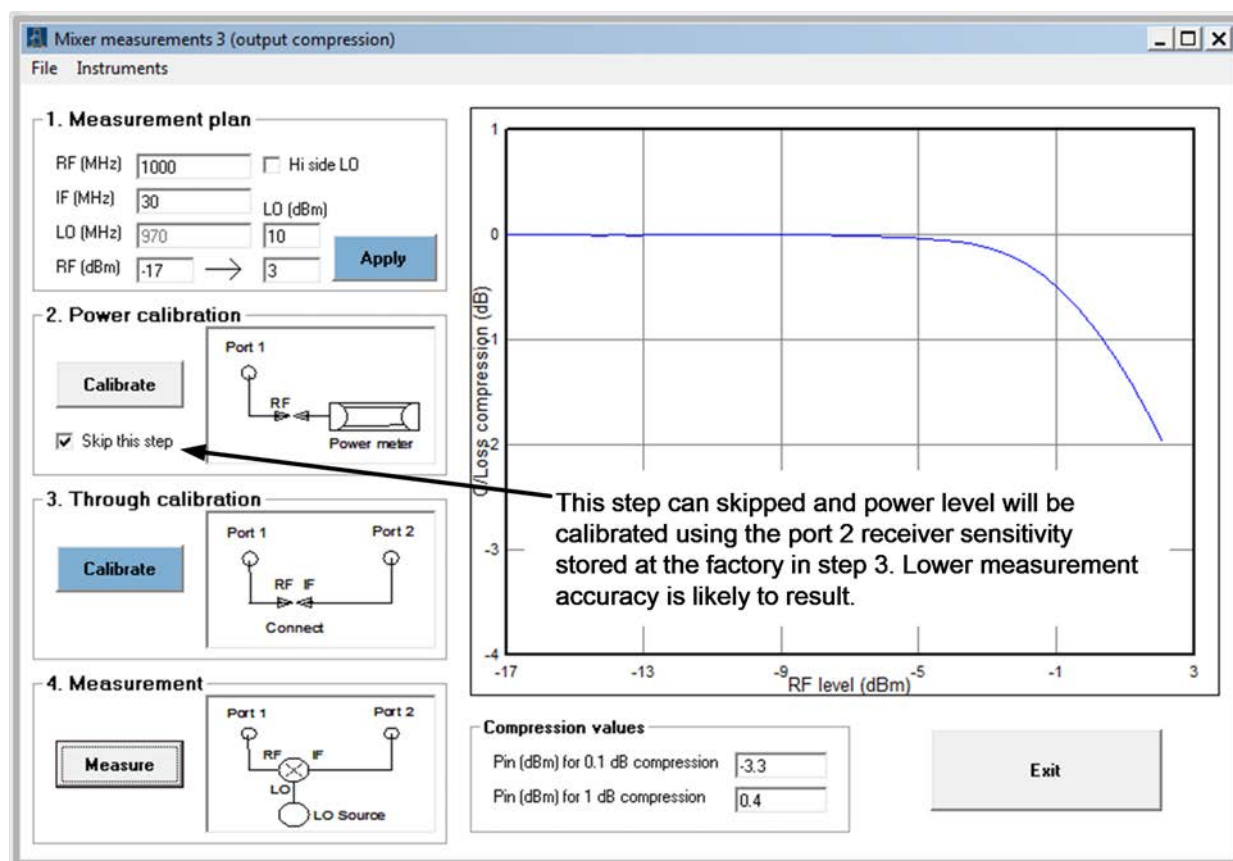 Mixer measurements 3 (output compression)
File Instruments
1. Measurement plan
RF (MHz) 1000 Hi side LO
IF (MHz) 30 LO (dBm)
LO (MHz) 970 10
RF (dBm) -17 3
Apply
2. Power calibration
Port 1
Calibrate
RF
Skip this step
Power meter
3. Through calibration
Port 1 Port 2
Calibrate
RF IF
Connect
4. Measurement
Port 1 Port 2
RF IF
Measure
LO
LO Source
1
0
-1
-2
-3
-4
/Loss compression (dB)
-17 -13 -9 -5 -1 3
RF level (dBm)
This step can skipped and power level will be
calibrated using the port 2 receiver sensitivity
stored at the factory in step 3. Lower measurement
accuracy is likely to result.
Compression values
Pin (dBm) for 0.1 dB compression -3.3
Pin (dBm) for 1 dB compression 0.4
Exit